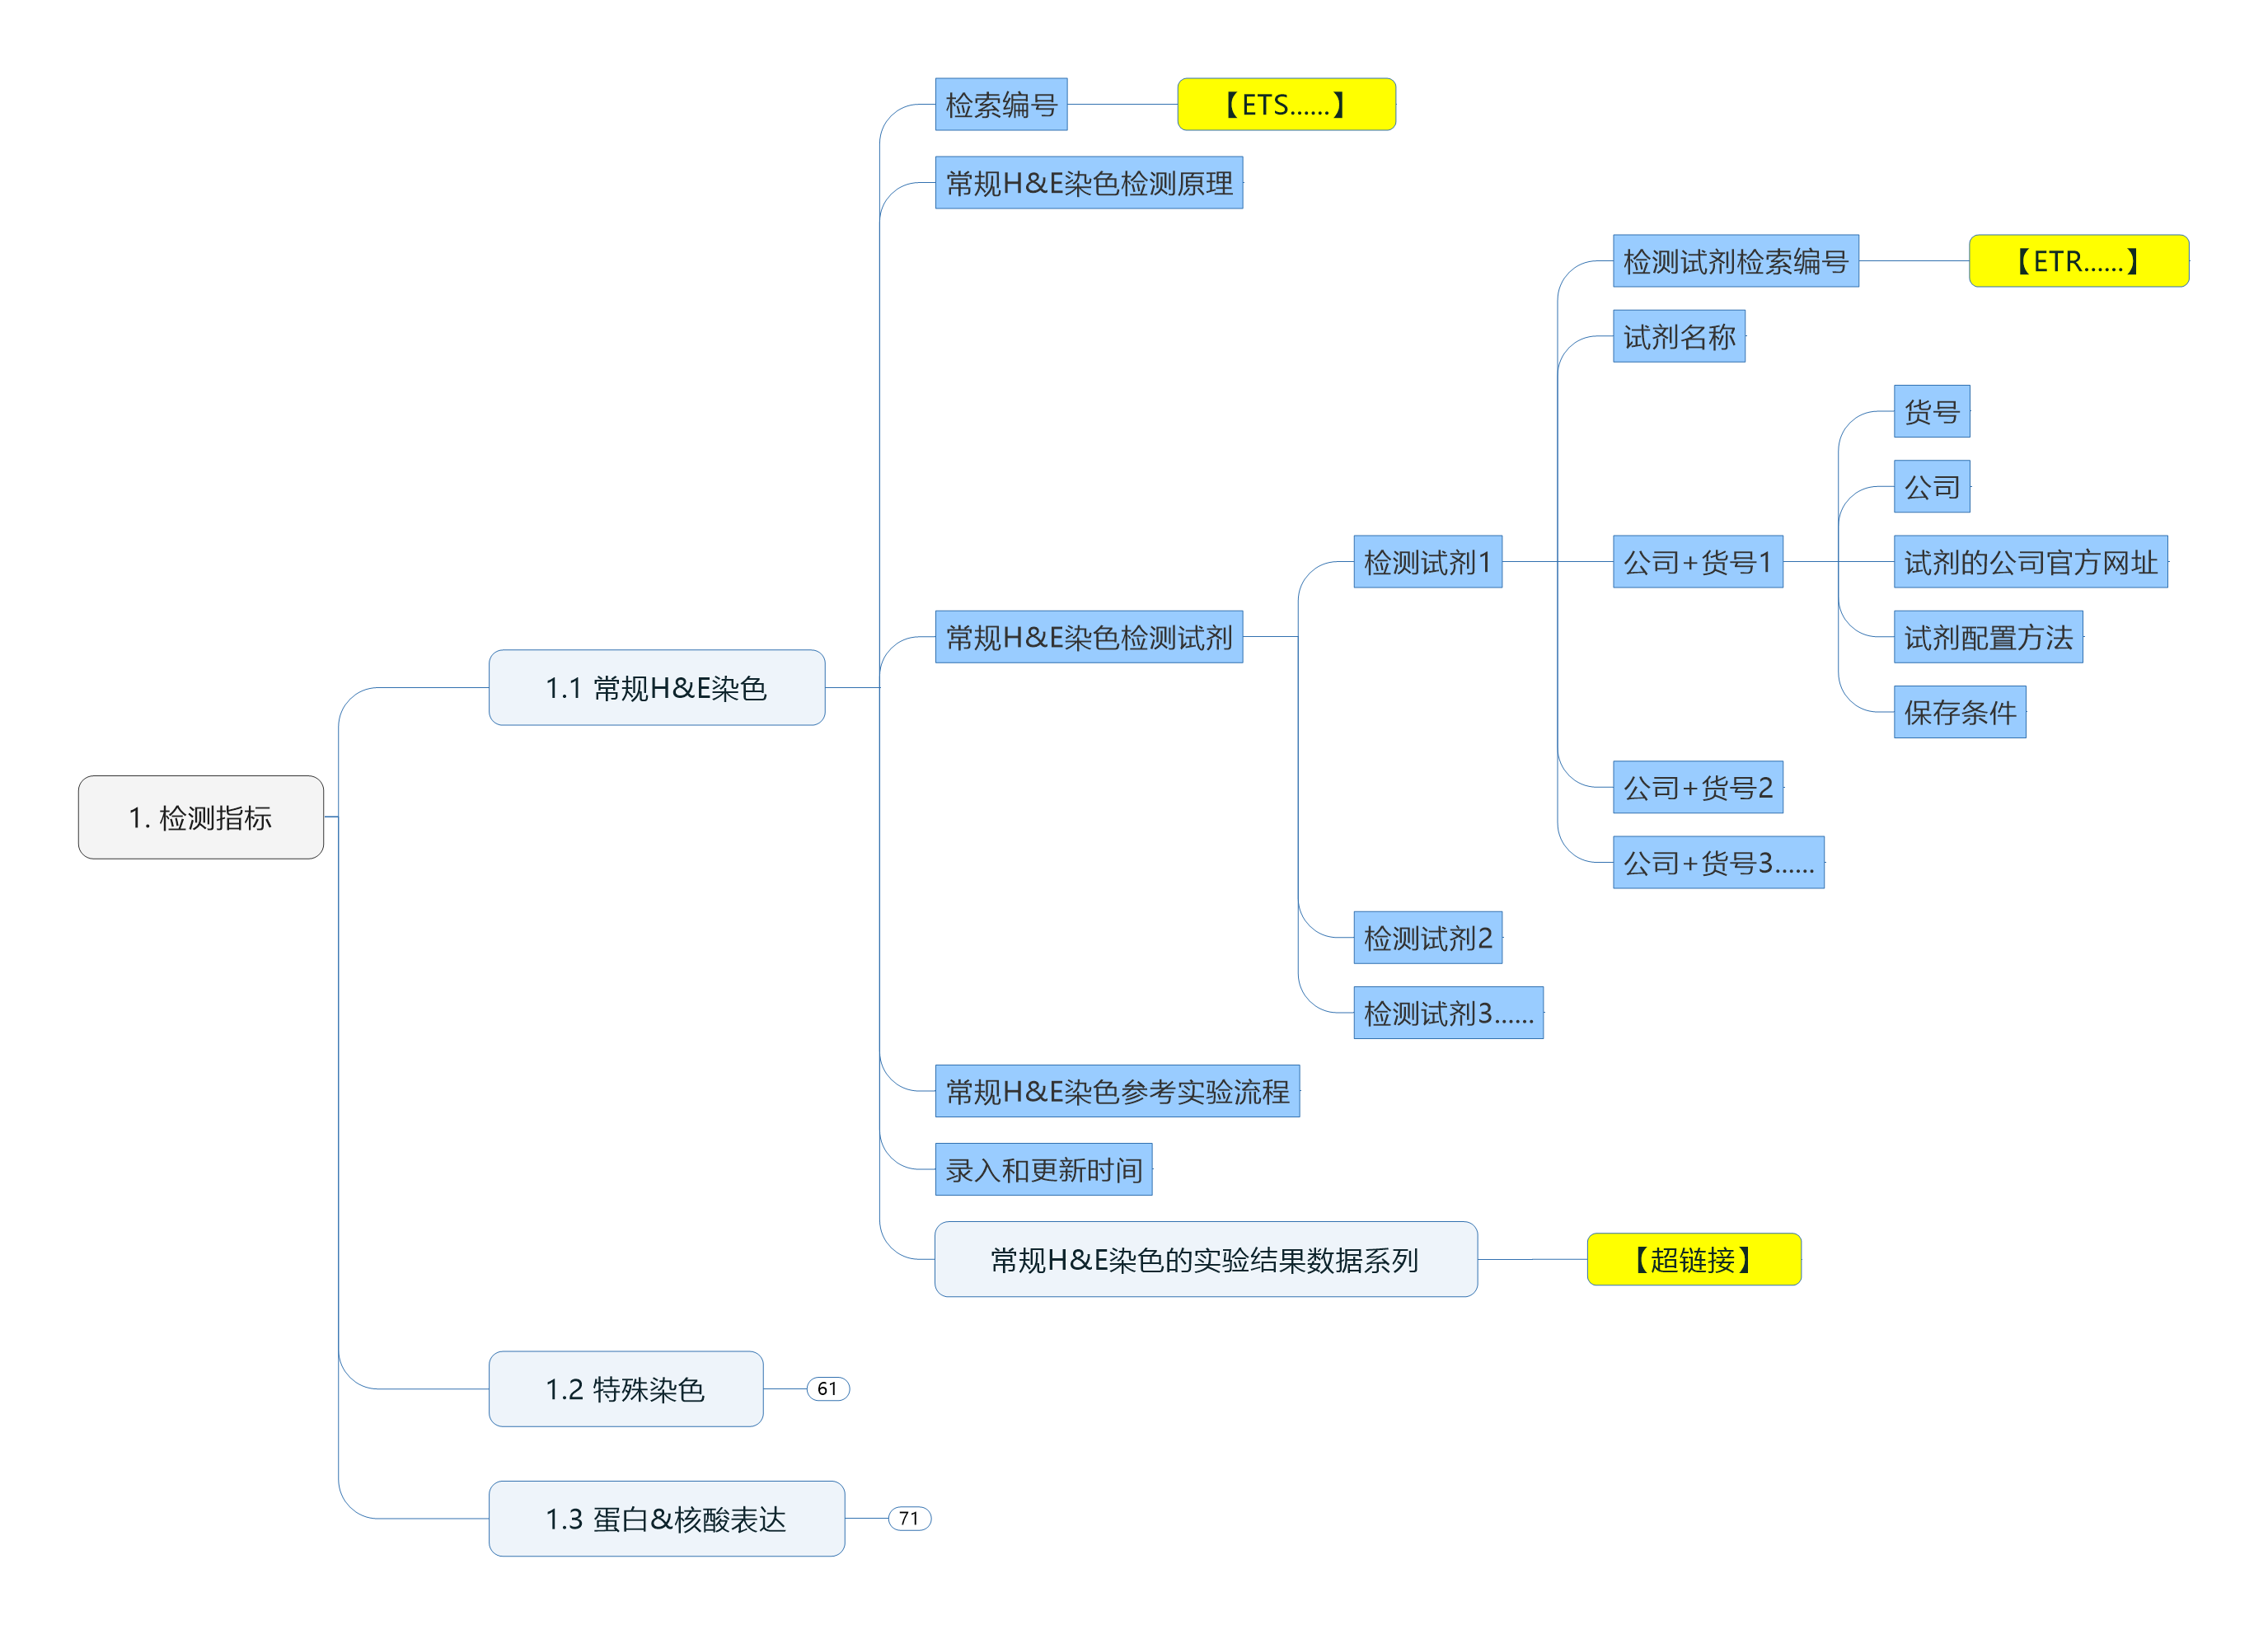 1. 检测指标
1.1 常规H&E染色
检索编号
【ETS......】
常规H&E染色检测原理
常规H&E染色检测试剂
检测试剂1
检测试剂检索编号
【ETR......】
试剂名称
公司+货号1
货号
公司
试剂的公司官方网址
试剂配置方法
保存条件
公司+货号2
公司+货号3......
检测试剂2
检测试剂3......
常规H&E染色参考实验流程
录入和更新时间
常规H&E染色的实验结果数据系列
【超链接】
1.2 特殊染色
61
1.3 蛋白&核酸表达
71